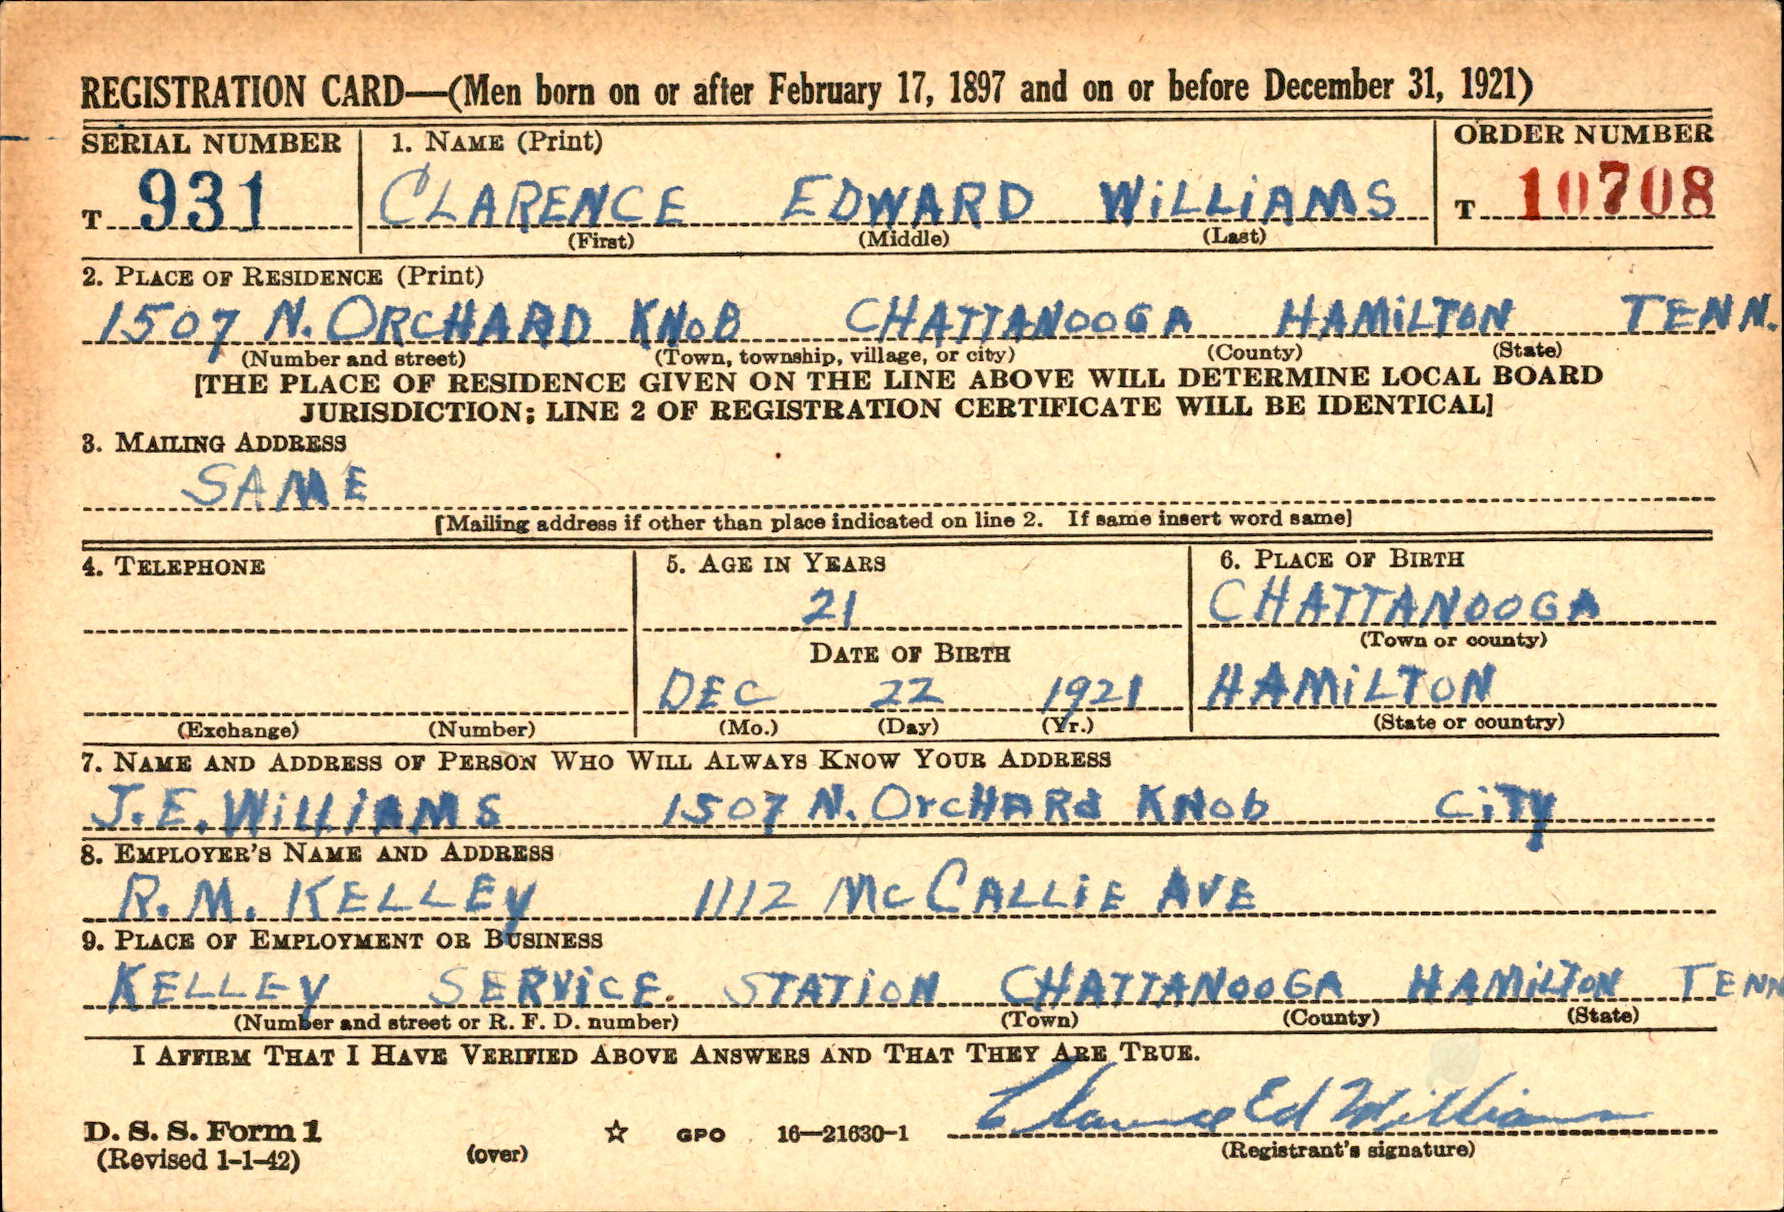 REGISTRATION CARD—(Men born on or after February 17, 1897 and on or before December 31, 1921)
SERIAL NUMBER 1. NAME (Print) ORDER NUMBER
T 931 CLARENCE EDWARD WiLLiAMS T 10708
(First) (Middle) (Last)
2. PLACE OF RESIDENCE (Print)
1507 N. ORCHARD KNoB CHATTANOOGA HAMiLTON TENN.
(Number and street) (Town, township, village, or city) (County) (State)
[THE PLACE OF RESIDENCE GIVEN ON THE LINE ABOVE WILL DETERMINE LOCAL BOARD
JURISDICTION; LINE 2 OF REGISTRATION CERTIFICATE WILL BE IDENTICAL]
3. MAILING ADDRESS
SAME
[Mailing address if other than place indicated on line 2. If same insert word same]
4. TELEPHONE 5. AGE IN YEARS 6. PLACE OF BIRTH
21 CHATTANOOGA
(Town or county)
DATE OF BIRTH
DEC 22 1921 HAMiLTON
(Exchange) (Number) (Mo.) (Day) (Yr.) (State or country)
7. NAME AND ADDRESS OF PERSON WHO WILL ALWAYS KNOW YOUR ADDRESS
J.E. WiLLiAMS 1507 N. OrcHARd KNob CiTy
8. EMPLOYER'S NAME AND ADDRESS
R.M. KELLEy 1112 McCALLiE AVE
9. PLACE OF EMPLOYMENT OR BUSINESS
KELLEY SERViCE. STATiON CHATTANooGA HAMiLTON TENN
(Number and street or R. F. D. number) (Town) (County) (State)
I AFFIRM THAT I HAVE VERIFIED ABOVE ANSWERS AND THAT THEY ARE TRUE.
Clarence Ed Williams
D. S. S. Form 1
(Revised 1-1-42) (over) ☆ GPO 16—21630-1 (Registrant's signature)